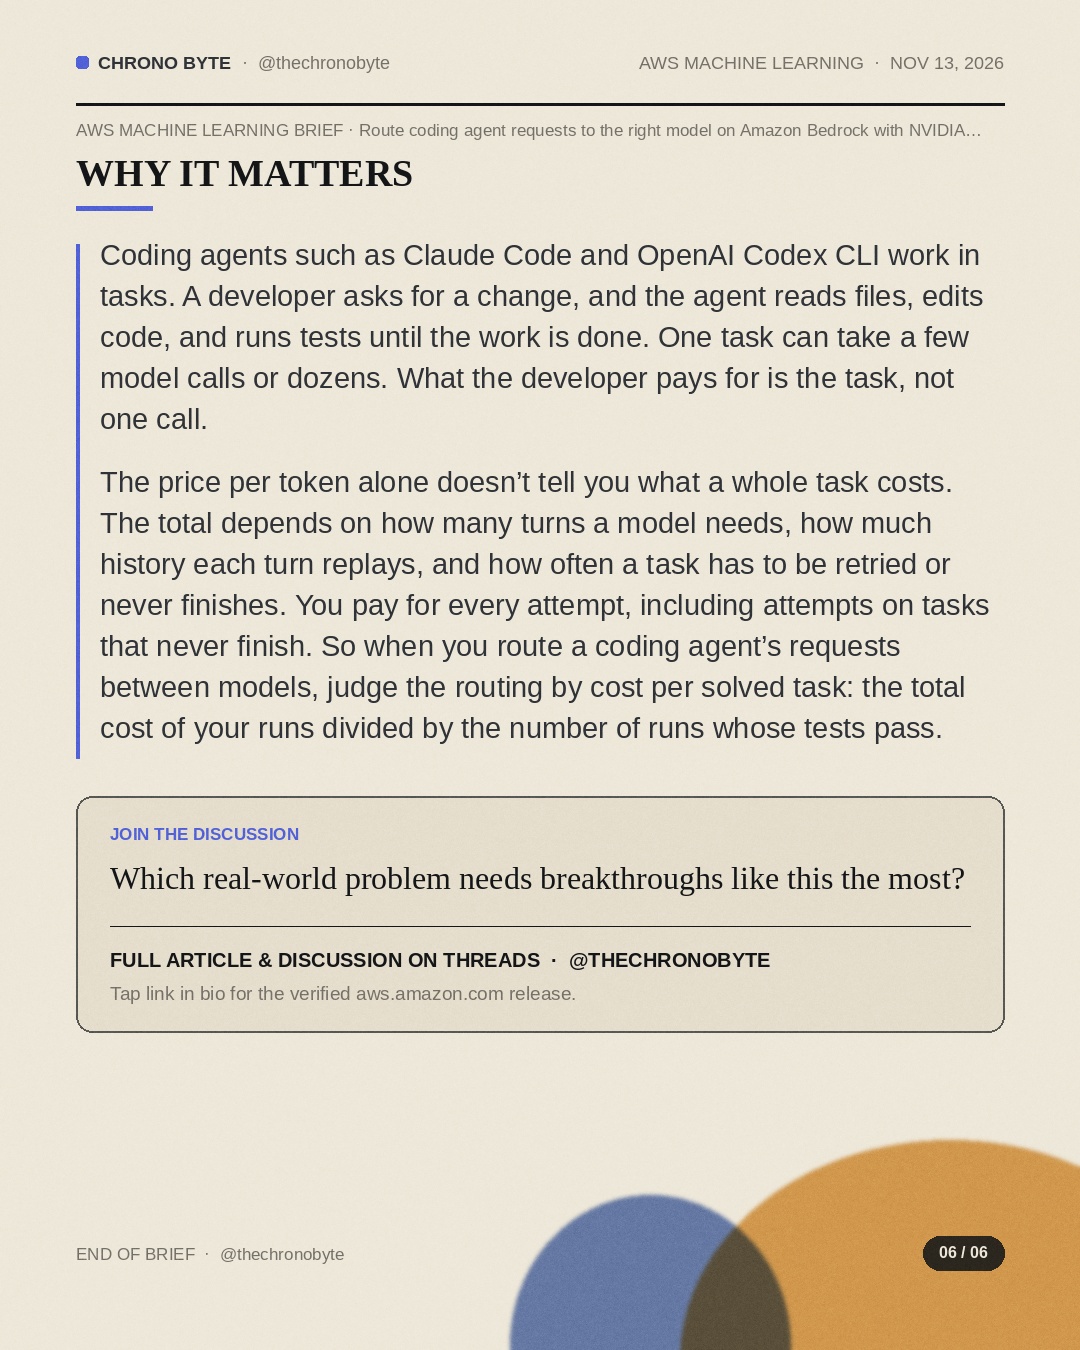 CHRONO BYTE · @thechronobyte
AWS MACHINE LEARNING · NOV 13, 2026
AWS MACHINE LEARNING BRIEF · Route coding agent requests to the right model on Amazon Bedrock with NVIDIA…
WHY IT MATTERS
Coding agents such as Claude Code and OpenAI Codex CLI work in
tasks. A developer asks for a change, and the agent reads files, edits
code, and runs tests until the work is done. One task can take a few
model calls or dozens. What the developer pays for is the task, not
one call.
The price per token alone doesn’t tell you what a whole task costs.
The total depends on how many turns a model needs, how much
history each turn replays, and how often a task has to be retried or
never finishes. You pay for every attempt, including attempts on tasks
that never finish. So when you route a coding agent’s requests
between models, judge the routing by cost per solved task: the total
cost of your runs divided by the number of runs whose tests pass.
JOIN THE DISCUSSION
Which real-world problem needs breakthroughs like this the most?
FULL ARTICLE & DISCUSSION ON THREADS · @THECHRONOBYTE
Tap link in bio for the verified aws.amazon.com release.
END OF BRIEF · @thechronobyte
06 / 06